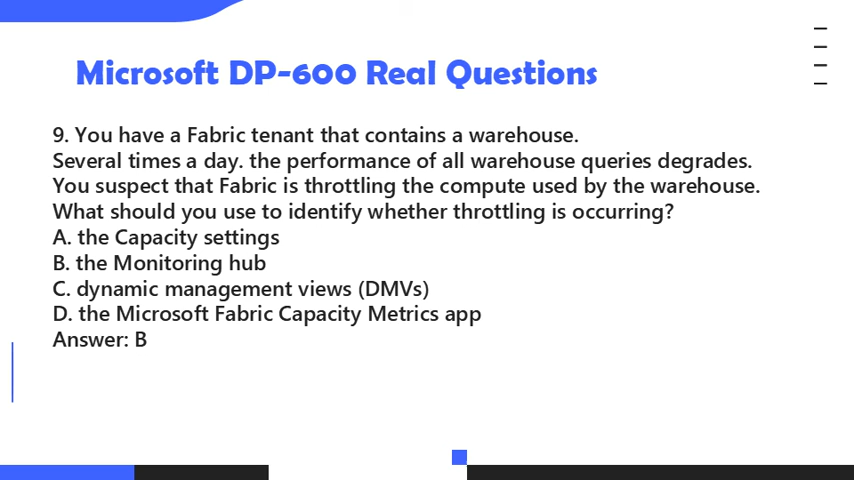 Microsoft DP-600 Real Questions
9. You have a Fabric tenant that contains a warehouse.
Several times a day. the performance of all warehouse queries degrades.
You suspect that Fabric is throttling the compute used by the warehouse.
What should you use to identify whether throttling is occurring?
A. the Capacity settings
B. the Monitoring hub
C. dynamic management views (DMVs)
D. the Microsoft Fabric Capacity Metrics app
Answer: B